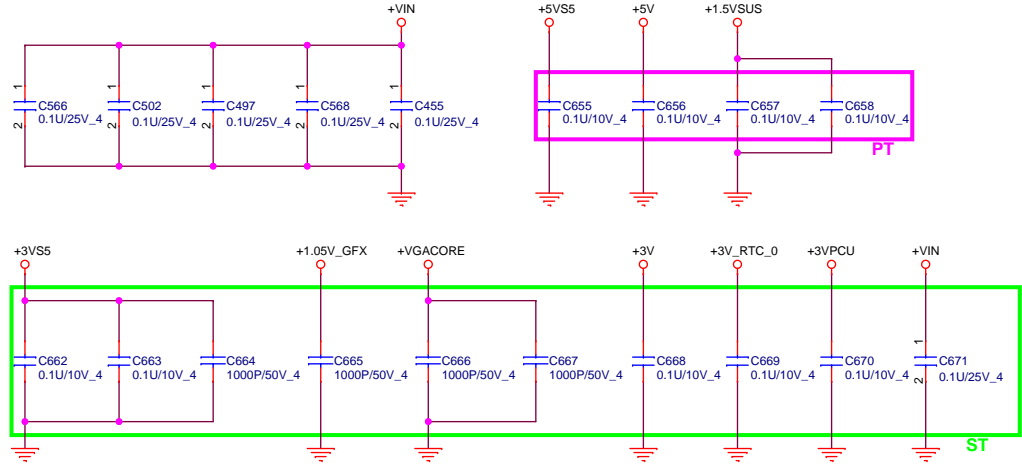 +VIN
+5VS5
+5V
+1.5VSUS
1
1
1
1
1
C566
C502
C497
C568
C455
C655
C656
C657
C658
0.1U/25V_4
0.1U/25V_4
0.1U/25V_4
0.1U/25V_4
0.1U/25V_4
0.1U/10V_4
0.1U/10V_4
0.1U/10V_4
0.1U/10V_4
2
2
2
2
2
PT
+3VS5
+1.05V_GFX
+VGACORE
+3V
+3V_RTC_0
+3VPCU
+VIN
1
C662
C663
C664
C665
C666
C667
C668
C669
C670
C671
0.1U/10V_4
0.1U/10V_4
1000P/50V_4
1000P/50V_4
1000P/50V_4
1000P/50V_4
0.1U/10V_4
0.1U/10V_4
0.1U/10V_4
0.1U/25V_4
2
ST